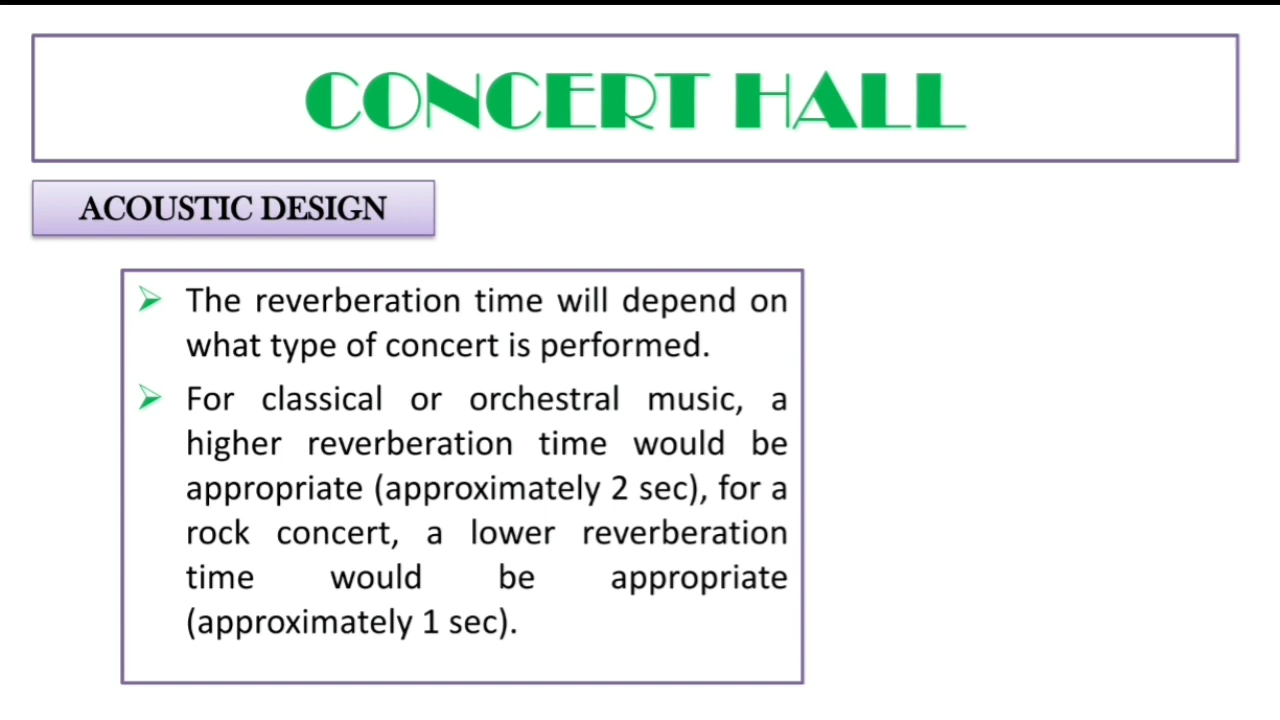 CONCERT HALL
ACOUSTIC DESIGN
The reverberation time will depend on
what type of concert is performed.
For classical or orchestral music, a
higher reverberation time would be
appropriate (approximately 2 sec), for a
rock concert, a lower reverberation
time would be appropriate
(approximately 1 sec).